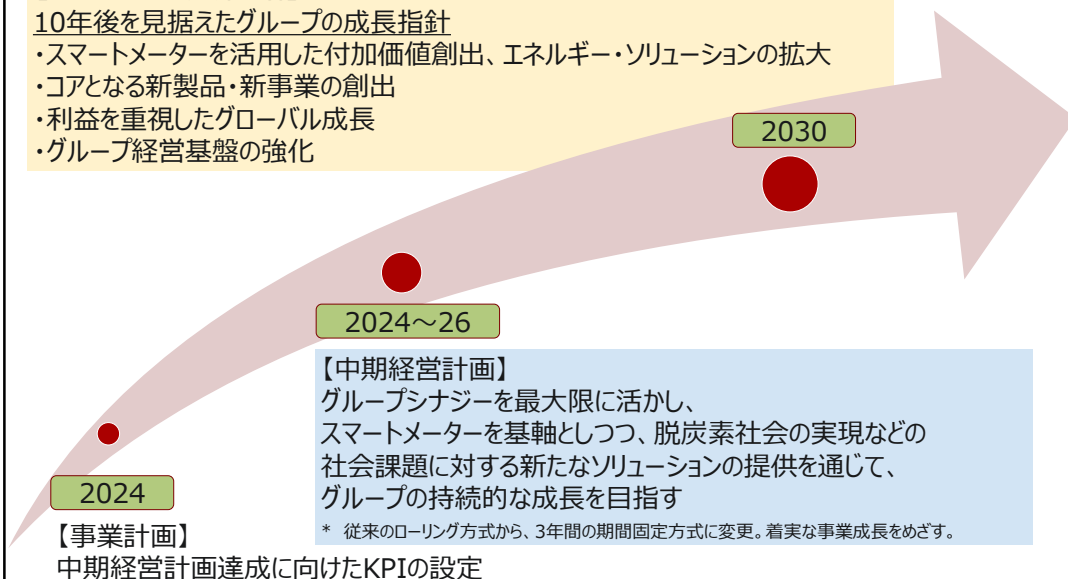 10年後を見据えたグループの成長指針
・スマートメーターを活用した付加価値創出、エネルギー・ソリューションの拡大
・コアとなる新製品・新事業の創出
・利益を重視したグローバル成長
・グループ経営基盤の強化
2030
2024～26
【中期経営計画】
グループシナジーを最大限に活かし、
スマートメーターを基軸としつつ、脱炭素社会の実現などの
社会課題に対する新たなソリューションの提供を通じて、
グループの持続的な成長を目指す
* 従来のローリング方式から、3年間の期間固定方式に変更。着実な事業成長をめざす。
2024
【事業計画】
中期経営計画達成に向けたKPIの設定